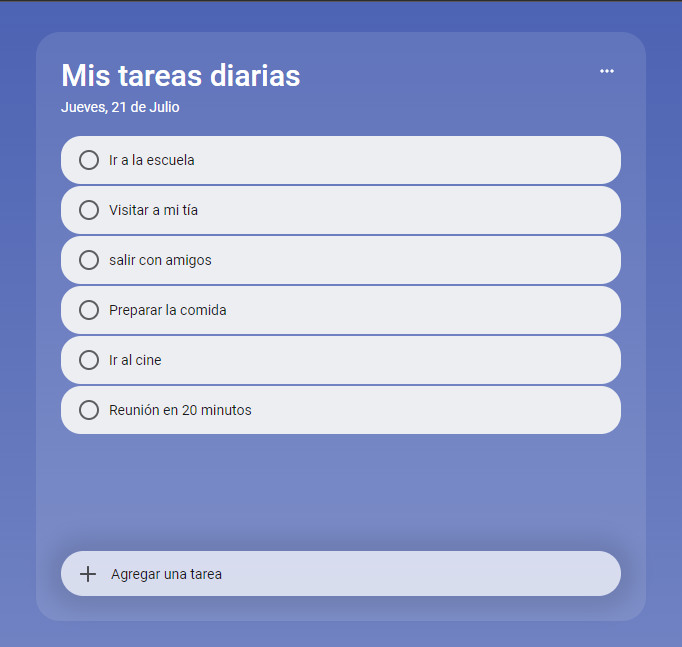 Mis tareas diarias
Jueves, 21 de Julio
Ir a la escuela
Visitar a mi tía
salir con amigos
Preparar la comida
Ir al cine
Reunión en 20 minutos
Agregar una tarea